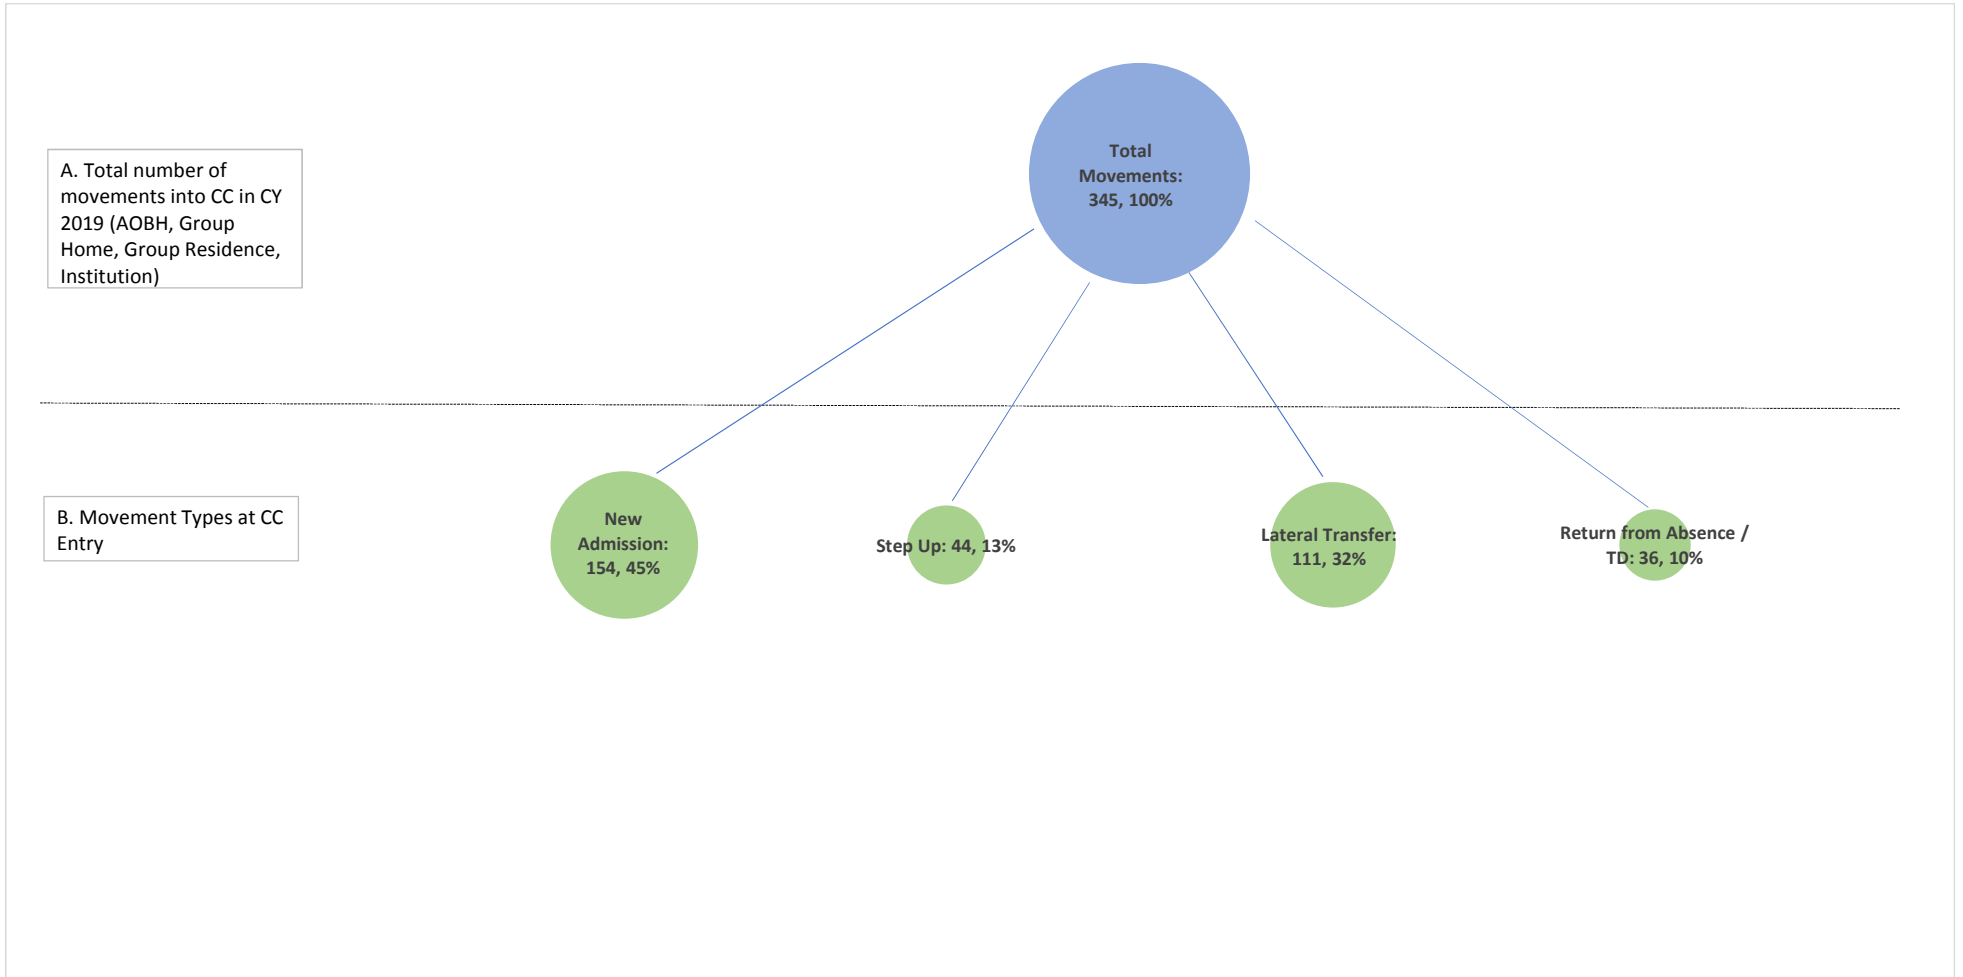 Total
Movements:
345, 100%
A. Total number of
movements into CC in CY
2019 (AOBH, Group
Home, Group Residence,
Institution)
B. Movement Types at CC
Entry
New
Admission:
154, 45%
Step Up: 44, 13%
Lateral Transfer:
111, 32%
Return from Absence /
TD: 36, 10%